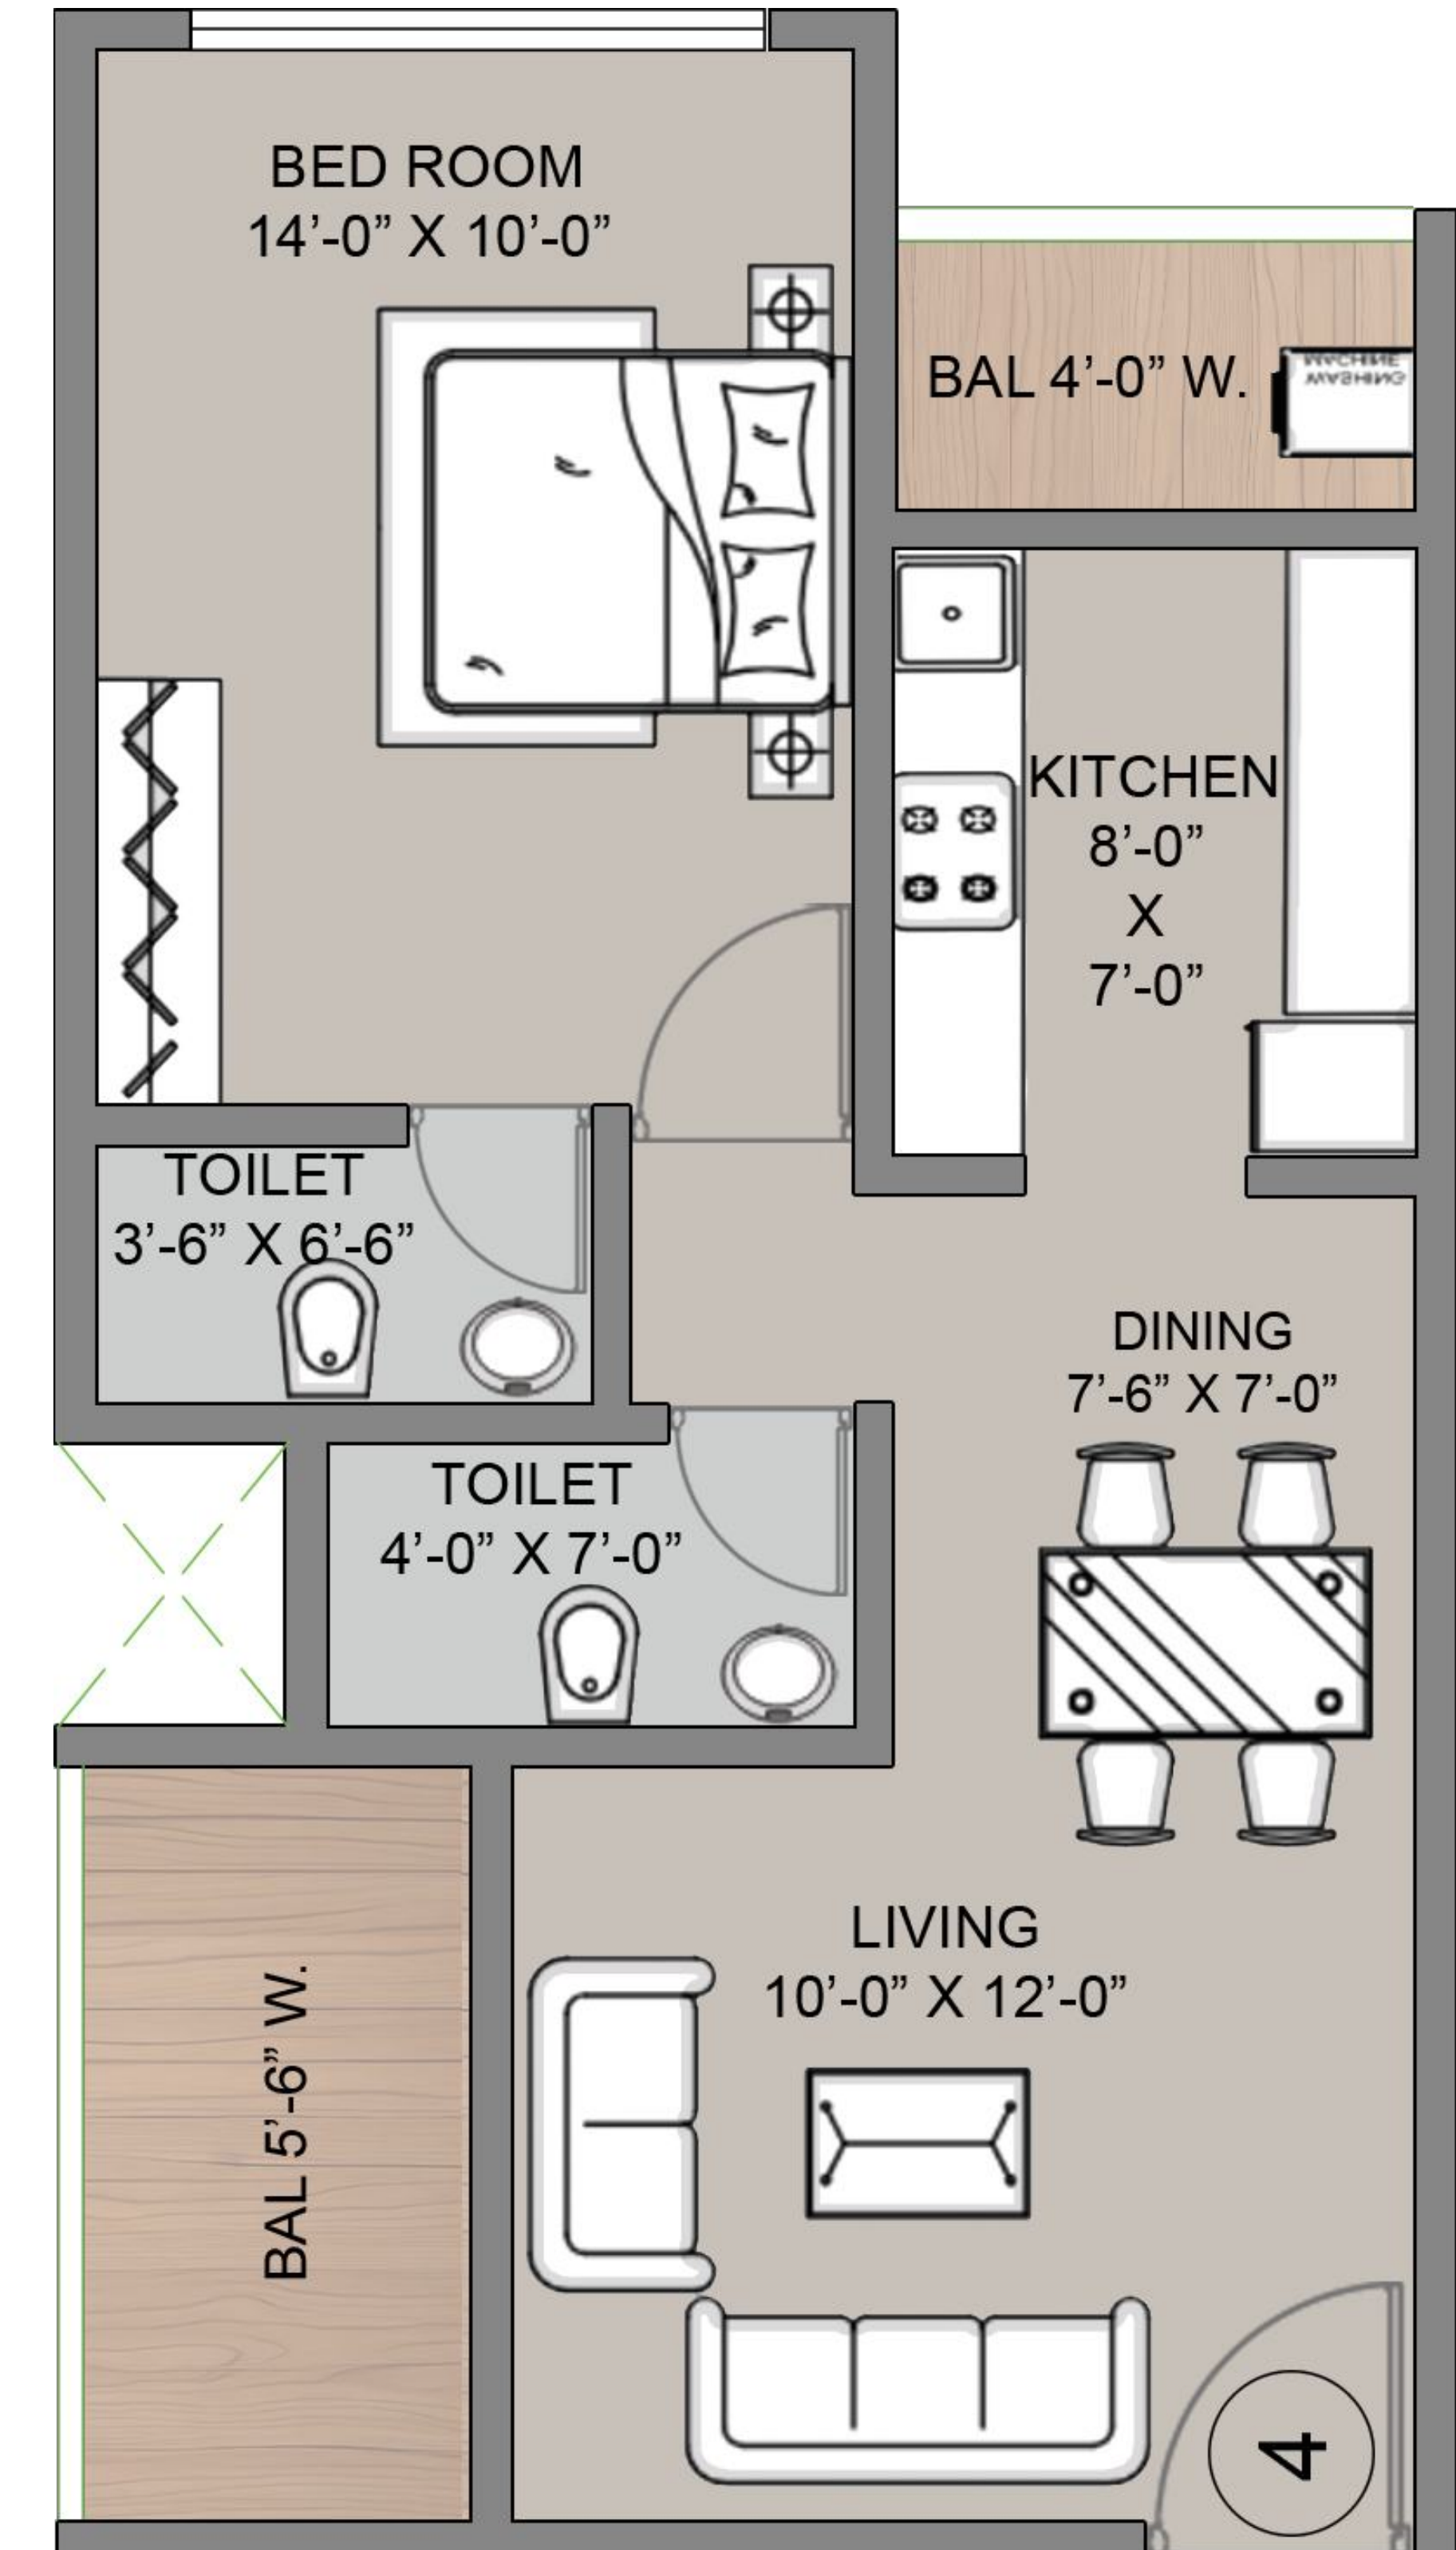 BED ROOM
14’-0” X 10’-0”
BAL 4’-0” W.
MACHINE
WASHING
KITCHEN
8’-0”
X
7’-0”
TOILET
3’-6” X 6’-6”
DINING
7’-6” X 7’-0”
TOILET
4’-0” X 7’-0”
LIVING
10’-0” X 12’-0”
BAL 5’-6” W.
4